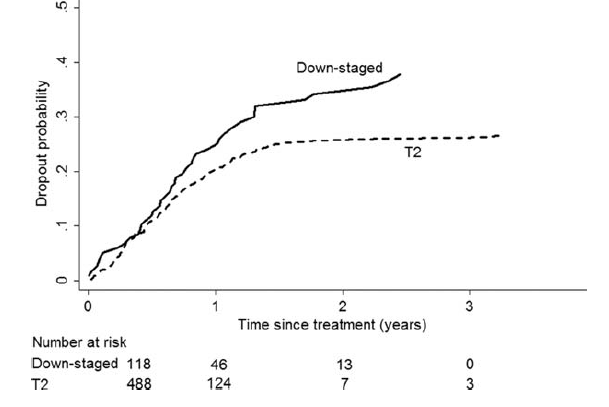 .5
.4
.3
.2
.1
0
Dropout probability
Down-staged
T2
0 1 2 3
Time since treatment (years)
Number at risk
Down-staged 118 46 13 0
T2 488 124 7 3